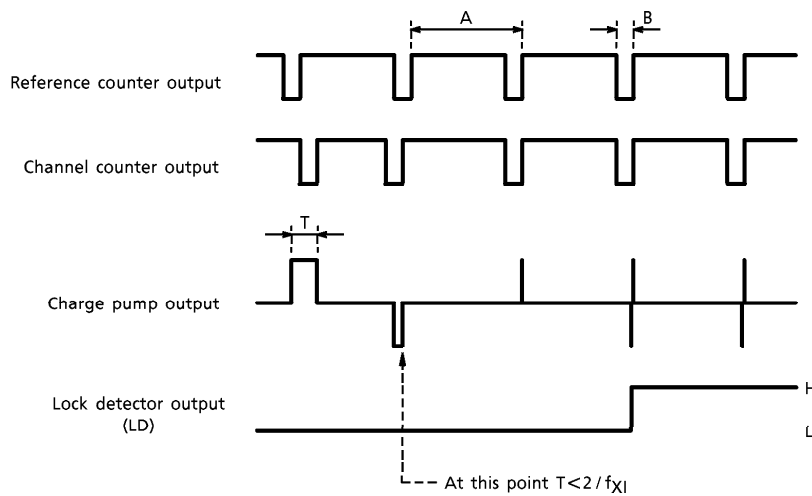 A
B
Reference counter output
Channel counter output
T
Charge pump output
Lock detector output
(LD)
H
L
At this point T<2/fXI